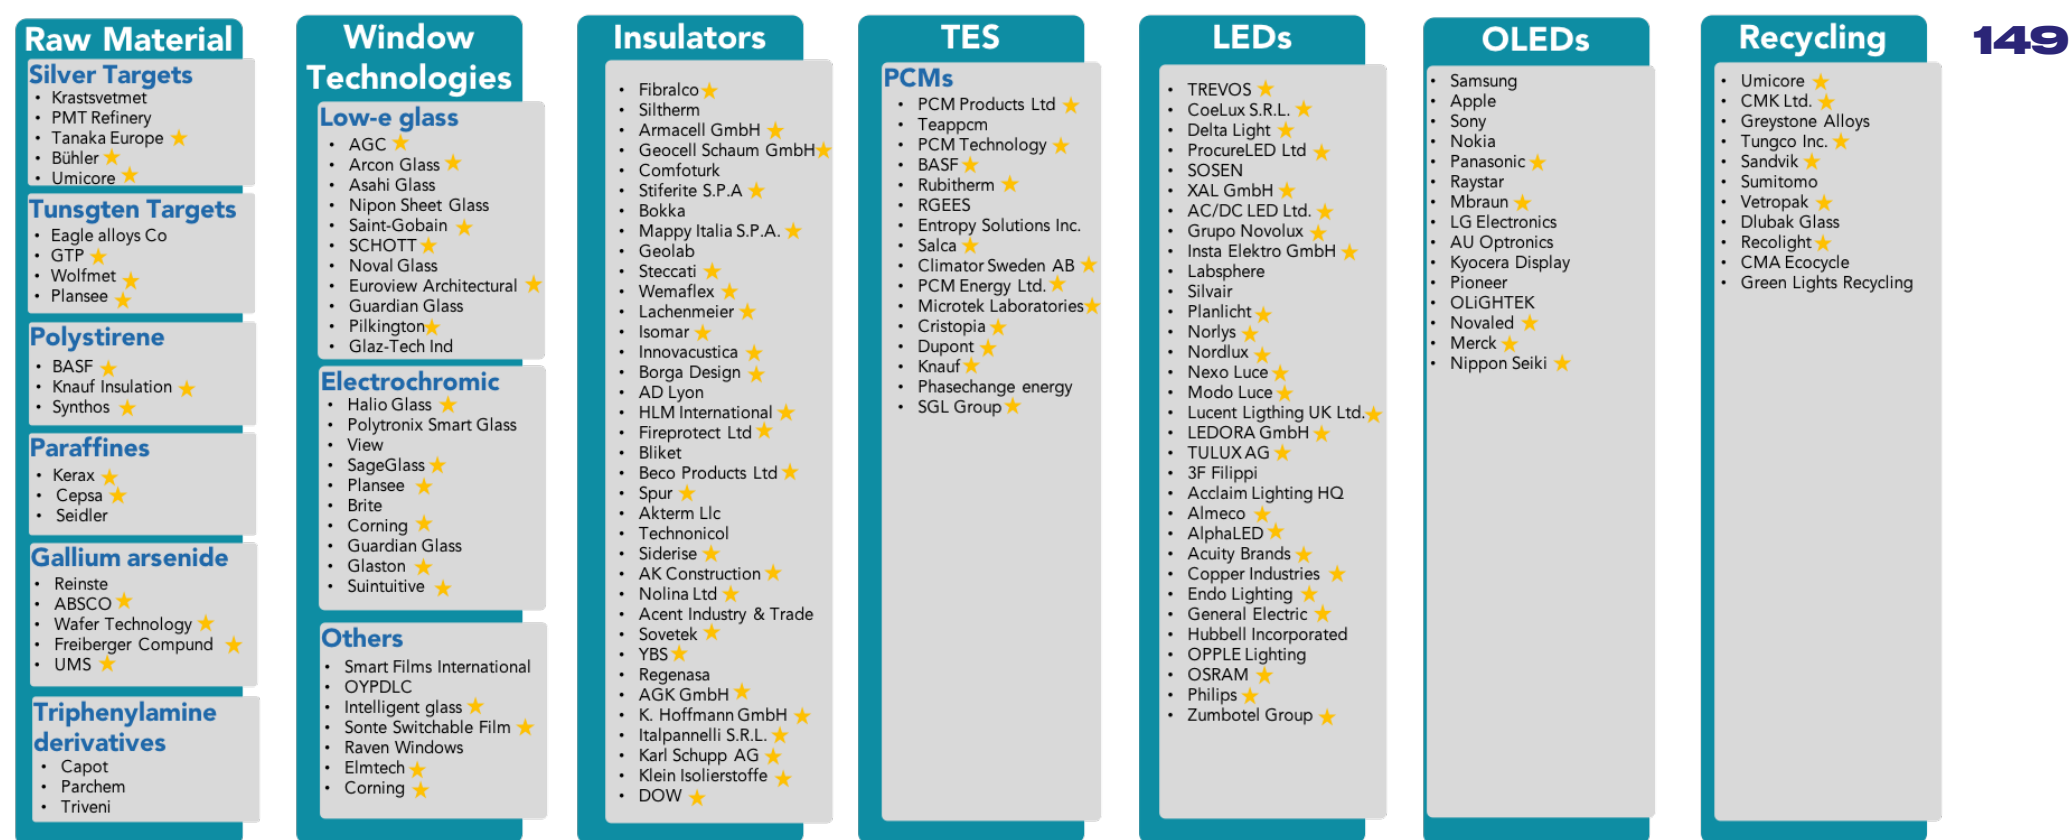 Raw Material
Silver Targets
• Krastsvetmet
• PMT Refinery
• Tanaka Europe ★
• Bühler ★
• Umicore ★
Tunsgten Targets
• Eagle alloys Co
• GTP ★
• Wolfmet ★
• Plansee ★
Polystirene
• BASF ★
• Knauf Insulation ★
• Synthos ★
Paraffines
• Kerax ★
• Cepsa ★
• Seidler
Gallium arsenide
• Reinste
• ABSCO ★
• Wafer Technology ★
• Freiberger Compund ★
• UMS ★
Triphenylamine
derivatives
• Capot
• Parchem
• Triveni
Window
Technologies
Low-e glass
• AGC ★
• Arcon Glass ★
• Asahi Glass
• Nipon Sheet Glass
• Saint-Gobain ★
• SCHOTT ★
• Noval Glass
• Euroview Architectural ★
• Guardian Glass
• Pilkington ★
• Glaz-Tech Ind
Electrochromic
• Halio Glass ★
• Polytronix Smart Glass
• View
• SageGlass ★
• Plansee ★
• Brite
• Corning ★
• Guardian Glass
• Glaston ★
• Suintuitive ★
Others
• Smart Films International
• OYPDLC
• Intelligent glass ★
• Sonte Switchable Film ★
• Raven Windows
• Elmtech ★
• Corning ★
Insulators
• Fibralco ★
• Siltherm
• Armacell GmbH ★
• Geocell Schaum GmbH ★
• Comfoturk
• Stiferite S.P.A ★
• Bokka
• Mappy Italia S.P.A. ★
• Geolab
• Steccati ★
• Wemaflex ★
• Lachenmeier ★
• Isomar ★
• Innovacustica ★
• Borga Design ★
• AD Lyon
• HLM International ★
• Fireprotect Ltd ★
• Bliket
• Beco Products Ltd ★
• Spur ★
• Akterm Llc
• Technonicol
• Siderise ★
• AK Construction ★
• Nolina Ltd ★
• Acent Industry & Trade
• Sovetek ★
• YBS ★
• Regenasa
• AGK GmbH ★
• K. Hoffmann GmbH ★
• Italpannelli S.R.L. ★
• Karl Schupp AG ★
• Klein Isolierstoffe ★
• DOW ★
TES
PCMs
• PCM Products Ltd ★
• Teappcm
• PCM Technology ★
• BASF ★
• Rubitherm ★
• RGEES
• Entropy Solutions Inc.
• Salca ★
• Climator Sweden AB ★
• PCM Energy Ltd. ★
• Microtek Laboratories ★
• Cristopia ★
• Dupont ★
• Knauf ★
• Phasechange energy
• SGL Group ★
LEDs
• TREVOS ★
• CoeLux S.R.L. ★
• Delta Light ★
• ProcureLED Ltd ★
• SOSEN
• XAL GmbH ★
• AC/DC LED Ltd. ★
• Grupo Novolux ★
• Insta Elektro GmbH ★
• Labsphere
• Silvair
• Planlicht ★
• Norlys ★
• Nordlux ★
• Nexo Luce ★
• Modo Luce ★
• Lucent Ligthing UK Ltd. ★
• LEDORA GmbH ★
• TULUX AG ★
• 3F Filippi
• Acclaim Lighting HQ
• Almeco ★
• AlphaLED ★
• Acuity Brands ★
• Copper Industries ★
• Endo Lighting ★
• General Electric ★
• Hubbell Incorporated
• OPPLE Lighting
• OSRAM ★
• Philips ★
• Zumbotel Group ★
OLEDs
• Samsung
• Apple
• Sony
• Nokia
• Panasonic ★
• Raystar
• Mbraun ★
• LG Electronics
• AU Optronics
• Kyocera Display
• Pioneer
• OLiGHTEK
• Novaled ★
• Merck ★
• Nippon Seiki ★
Recycling
• Umicore ★
• CMK Ltd. ★
• Greystone Alloys
• Tungco Inc. ★
• Sandvik ★
• Sumitomo
• Vetropak ★
• Dlubak Glass
• Recolight ★
• CMA Ecocycle
• Green Lights Recycling
149